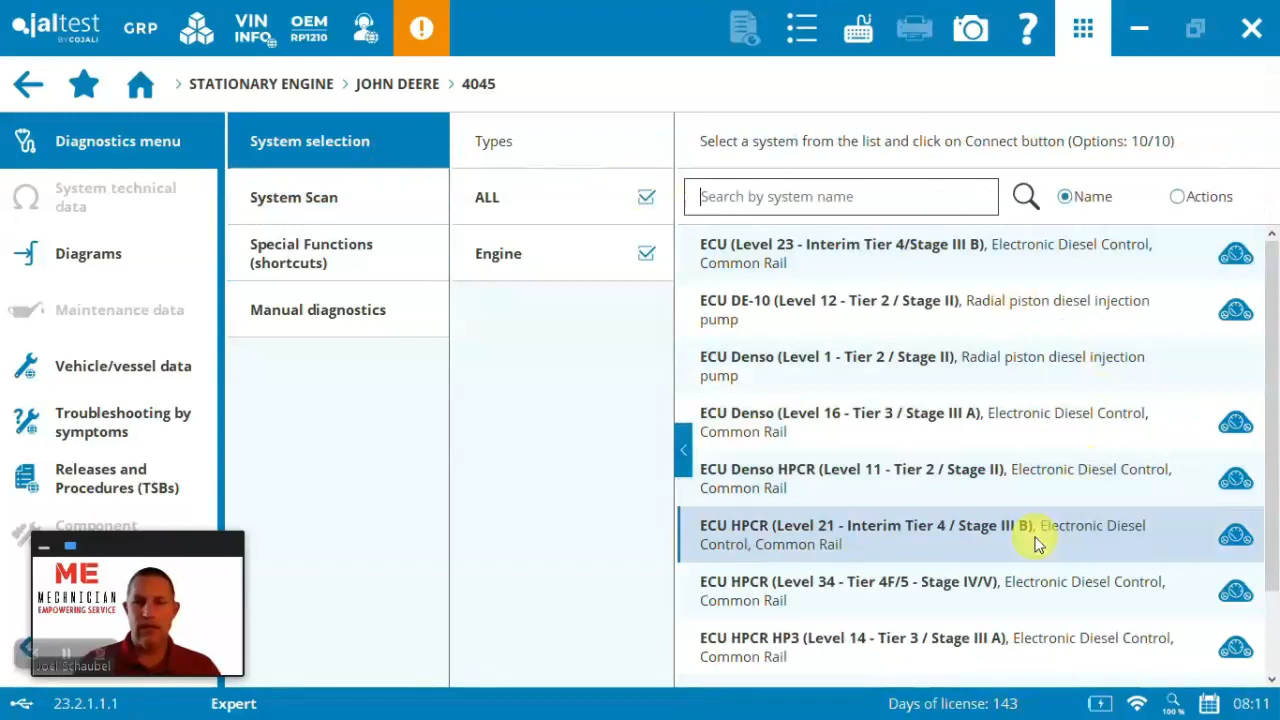 jaltest
BY COJALI
GRP
VIN
INFO
OEM
RP1210
STATIONARY ENGINE
JOHN DEERE
4045
Diagnostics menu
System selection
Types
Select a system from the list and click on Connect button (Options: 10/10)
System technical
data
System Scan
ALL
Search by system name
Name
Actions
Diagrams
Special Functions
(shortcuts)
Engine
ECU (Level 23 - Interim Tier 4/Stage III B), Electronic Diesel Control,
Common Rail
Maintenance data
Manual diagnostics
ECU DE-10 (Level 12 - Tier 2 / Stage II), Radial piston diesel injection
pump
Vehicle/vessel data
ECU Denso (Level 1 - Tier 2 / Stage II), Radial piston diesel injection
pump
Troubleshooting by
symptoms
ECU Denso (Level 16 - Tier 3 / Stage III A), Electronic Diesel Control,
Common Rail
Releases and
Procedures (TSBs)
ECU Denso HPCR (Level 11 - Tier 2 / Stage II), Electronic Diesel Control,
Common Rail
Component
ECU HPCR (Level 21 - Interim Tier 4 / Stage III B), Electronic Diesel
Control, Common Rail
ECU HPCR (Level 34 - Tier 4F/5 - Stage IV/V), Electronic Diesel Control,
Common Rail
ECU HPCR HP3 (Level 14 - Tier 3 / Stage III A), Electronic Diesel Control,
Common Rail
ME
MECHNICIAN
EMPOWERING SERVICE
Joel Schaubel
23.2.1.1.1
Expert
Days of license: 143
100 %
08:11